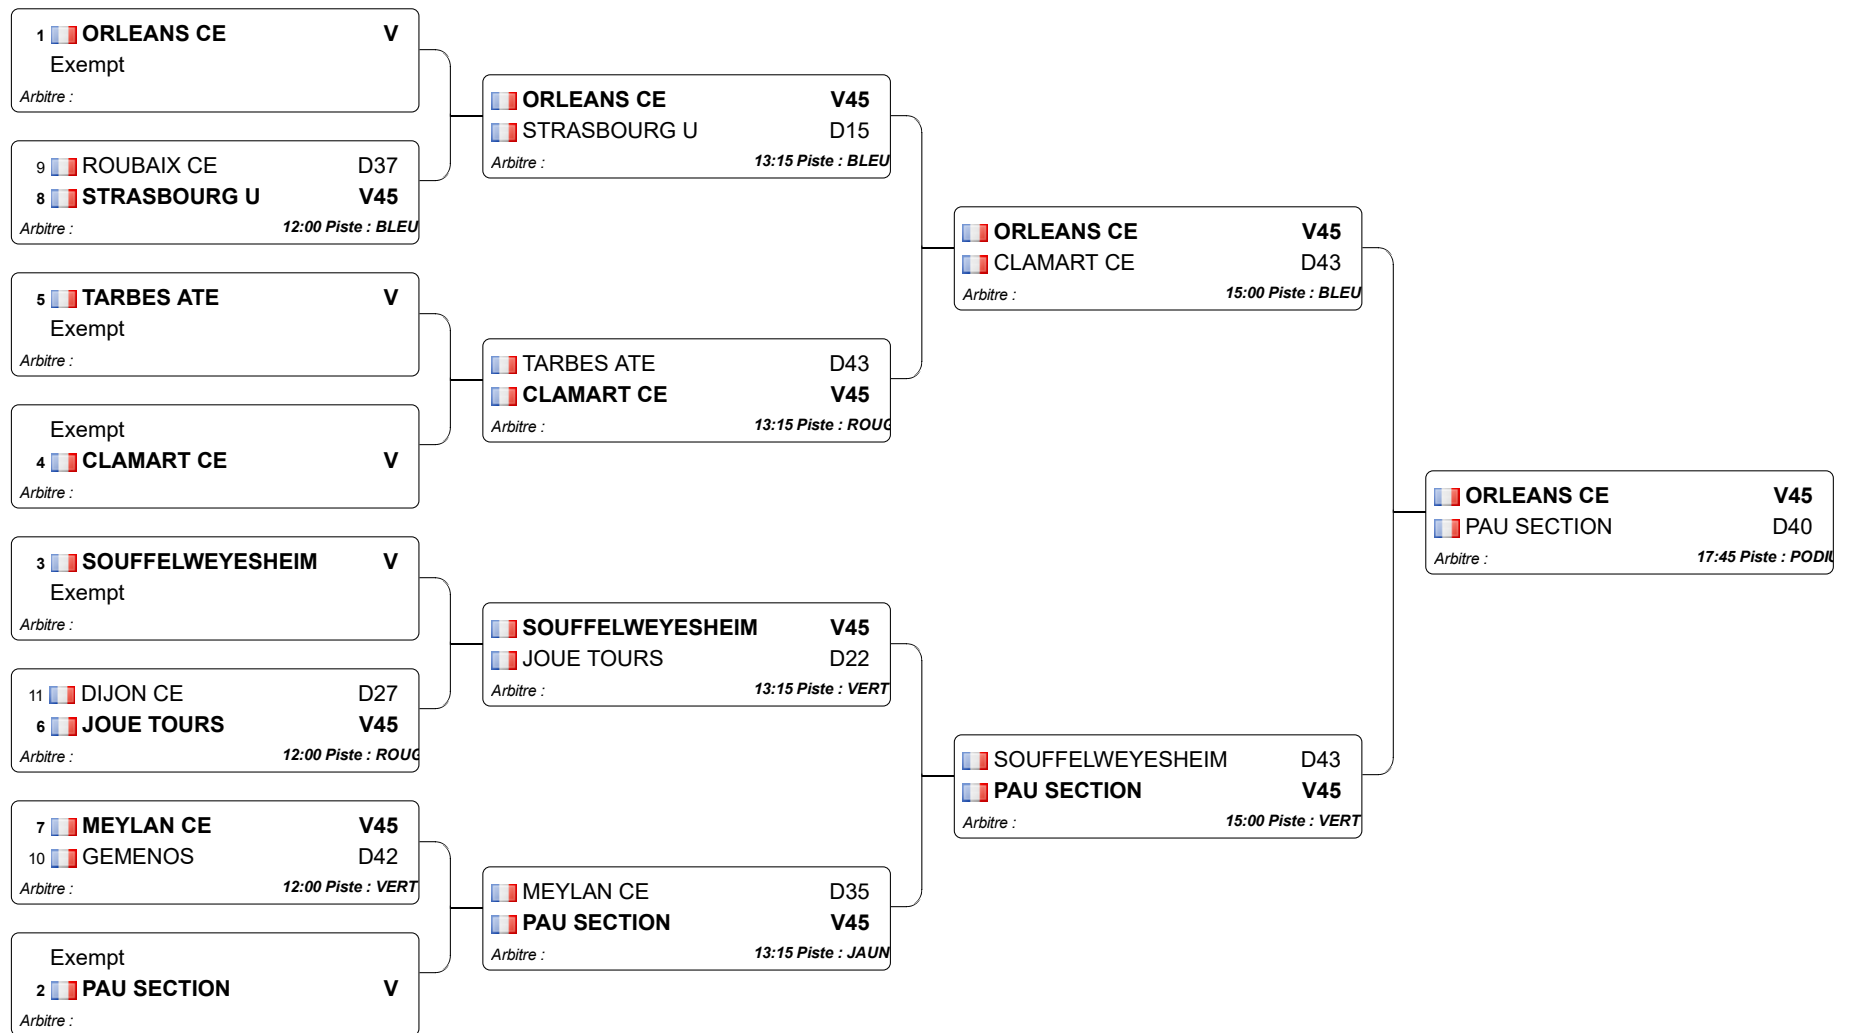 1 ORLEANS CE V
Exempt
Arbitre :
9 ROUBAIX CE D37
8 STRASBOURG U V45
Arbitre : 12:00 Piste : BLEU
5 TARBES ATE V
Exempt
Arbitre :
Exempt
4 CLAMART CE V
Arbitre :
3 SOUFFELWEYESHEIM V
Exempt
Arbitre :
11 DIJON CE D27
6 JOUE TOURS V45
Arbitre : 12:00 Piste : ROUG
7 MEYLAN CE V45
10 GEMENOS D42
Arbitre : 12:00 Piste : VERT
Exempt
2 PAU SECTION V
Arbitre :
ORLEANS CE V45
STRASBOURG U D15
Arbitre : 13:15 Piste : BLEU
TARBES ATE D43
CLAMART CE V45
Arbitre : 13:15 Piste : ROUG
SOUFFELWEYESHEIM V45
JOUE TOURS D22
Arbitre : 13:15 Piste : VERT
MEYLAN CE D35
PAU SECTION V45
Arbitre : 13:15 Piste : JAUN
ORLEANS CE V45
CLAMART CE D43
Arbitre : 15:00 Piste : BLEU
SOUFFELWEYESHEIM D43
PAU SECTION V45
Arbitre : 15:00 Piste : VERT
ORLEANS CE V45
PAU SECTION D40
Arbitre : 17:45 Piste : PODIU